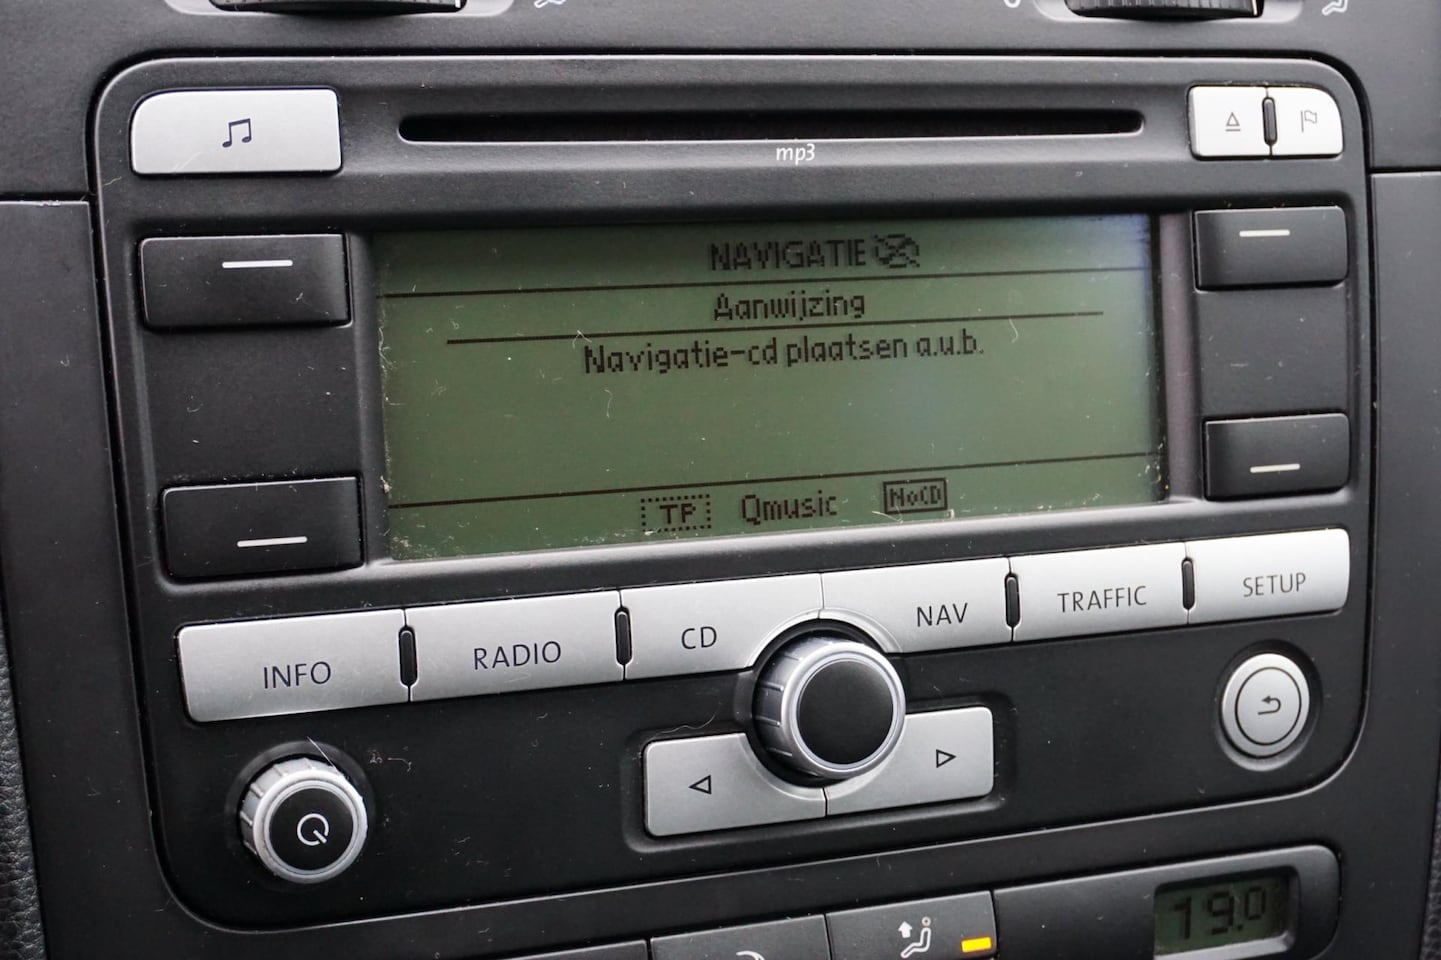 mp3
NAVIGATIE
Aanwijzing
Navigatie-cd plaatsen a.u.b.
TP Qmusic NoCD
INFO RADIO CD NAV TRAFFIC SETUP
19.0